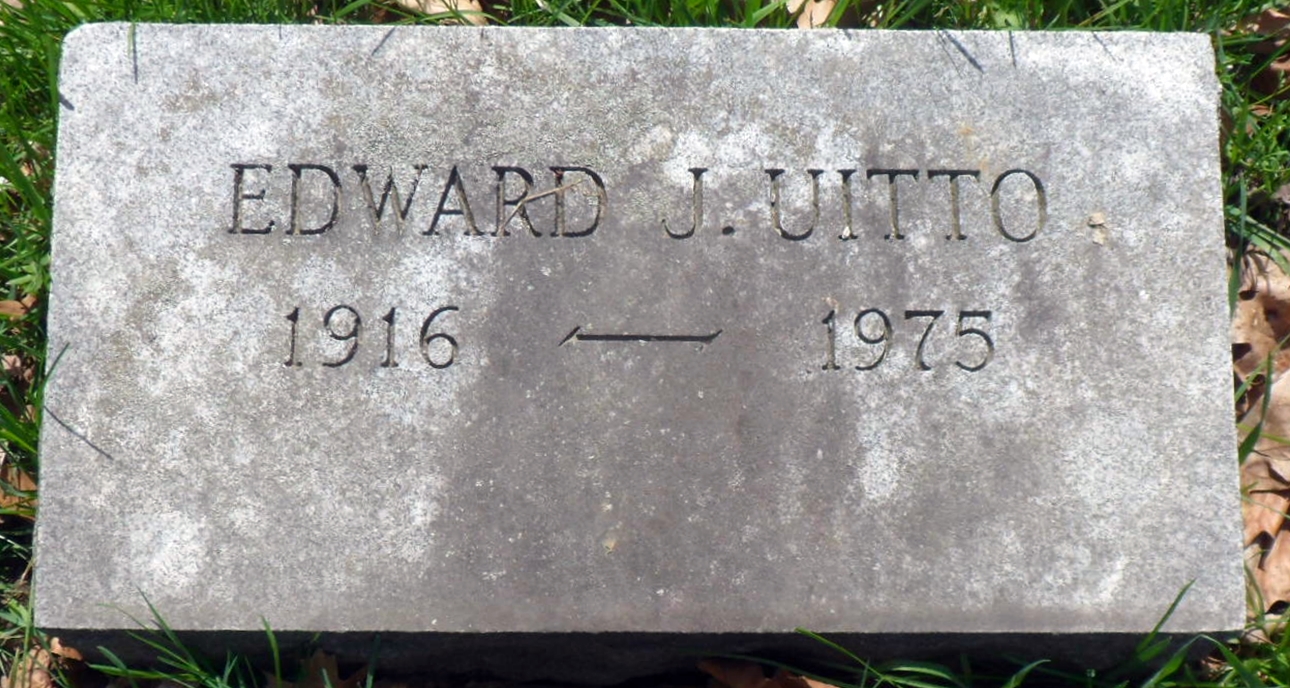 EDWARD J. UITTO
1916 — 1975